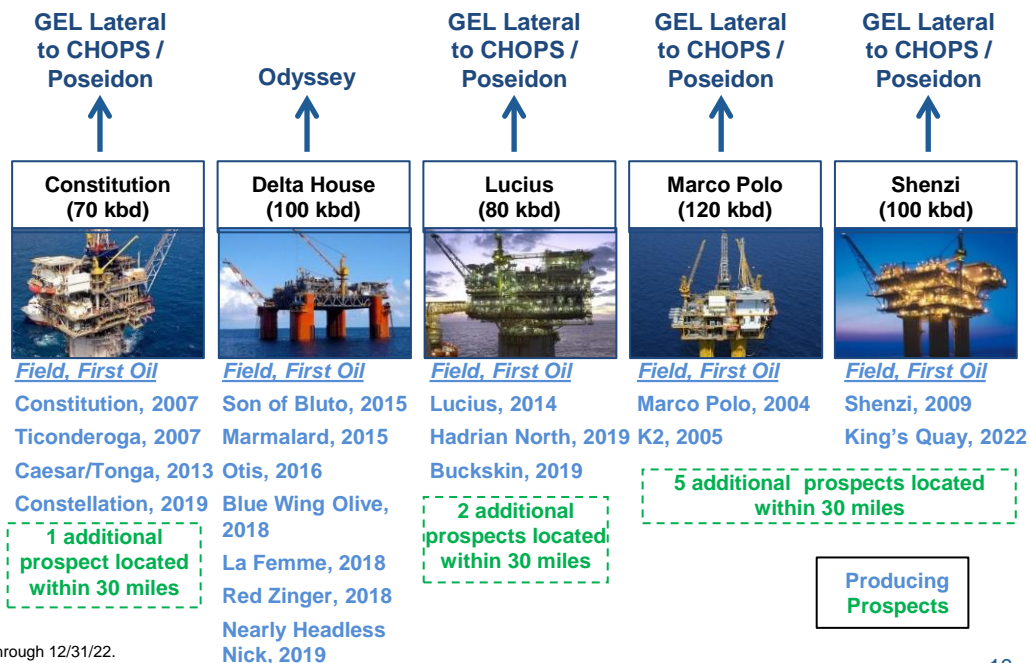 GEL Lateral
to CHOPS /
Poseidon
Odyssey
GEL Lateral
to CHOPS /
Poseidon
GEL Lateral
to CHOPS /
Poseidon
GEL Lateral
to CHOPS /
Poseidon
Constitution
(70 kbd)
Delta House
(100 kbd)
Lucius
(80 kbd)
Marco Polo
(120 kbd)
Shenzi
(100 kbd)
Field, First Oil
Constitution, 2007
Ticonderoga, 2007
Caesar/Tonga, 2013
Constellation, 2019
1 additional
prospect located
within 30 miles
Field, First Oil
Son of Bluto, 2015
Marmalard, 2015
Otis, 2016
Blue Wing Olive,
2018
La Femme, 2018
Red Zinger, 2018
Nearly Headless
Nick, 2019
Field, First Oil
Lucius, 2014
Hadrian North, 2019
Buckskin, 2019
2 additional
prospects located
within 30 miles
Field, First Oil
Marco Polo, 2004
K2, 2005
Field, First Oil
Shenzi, 2009
King's Quay, 2022
5 additional prospects located
within 30 miles
Producing
Prospects
hrough 12/31/22.